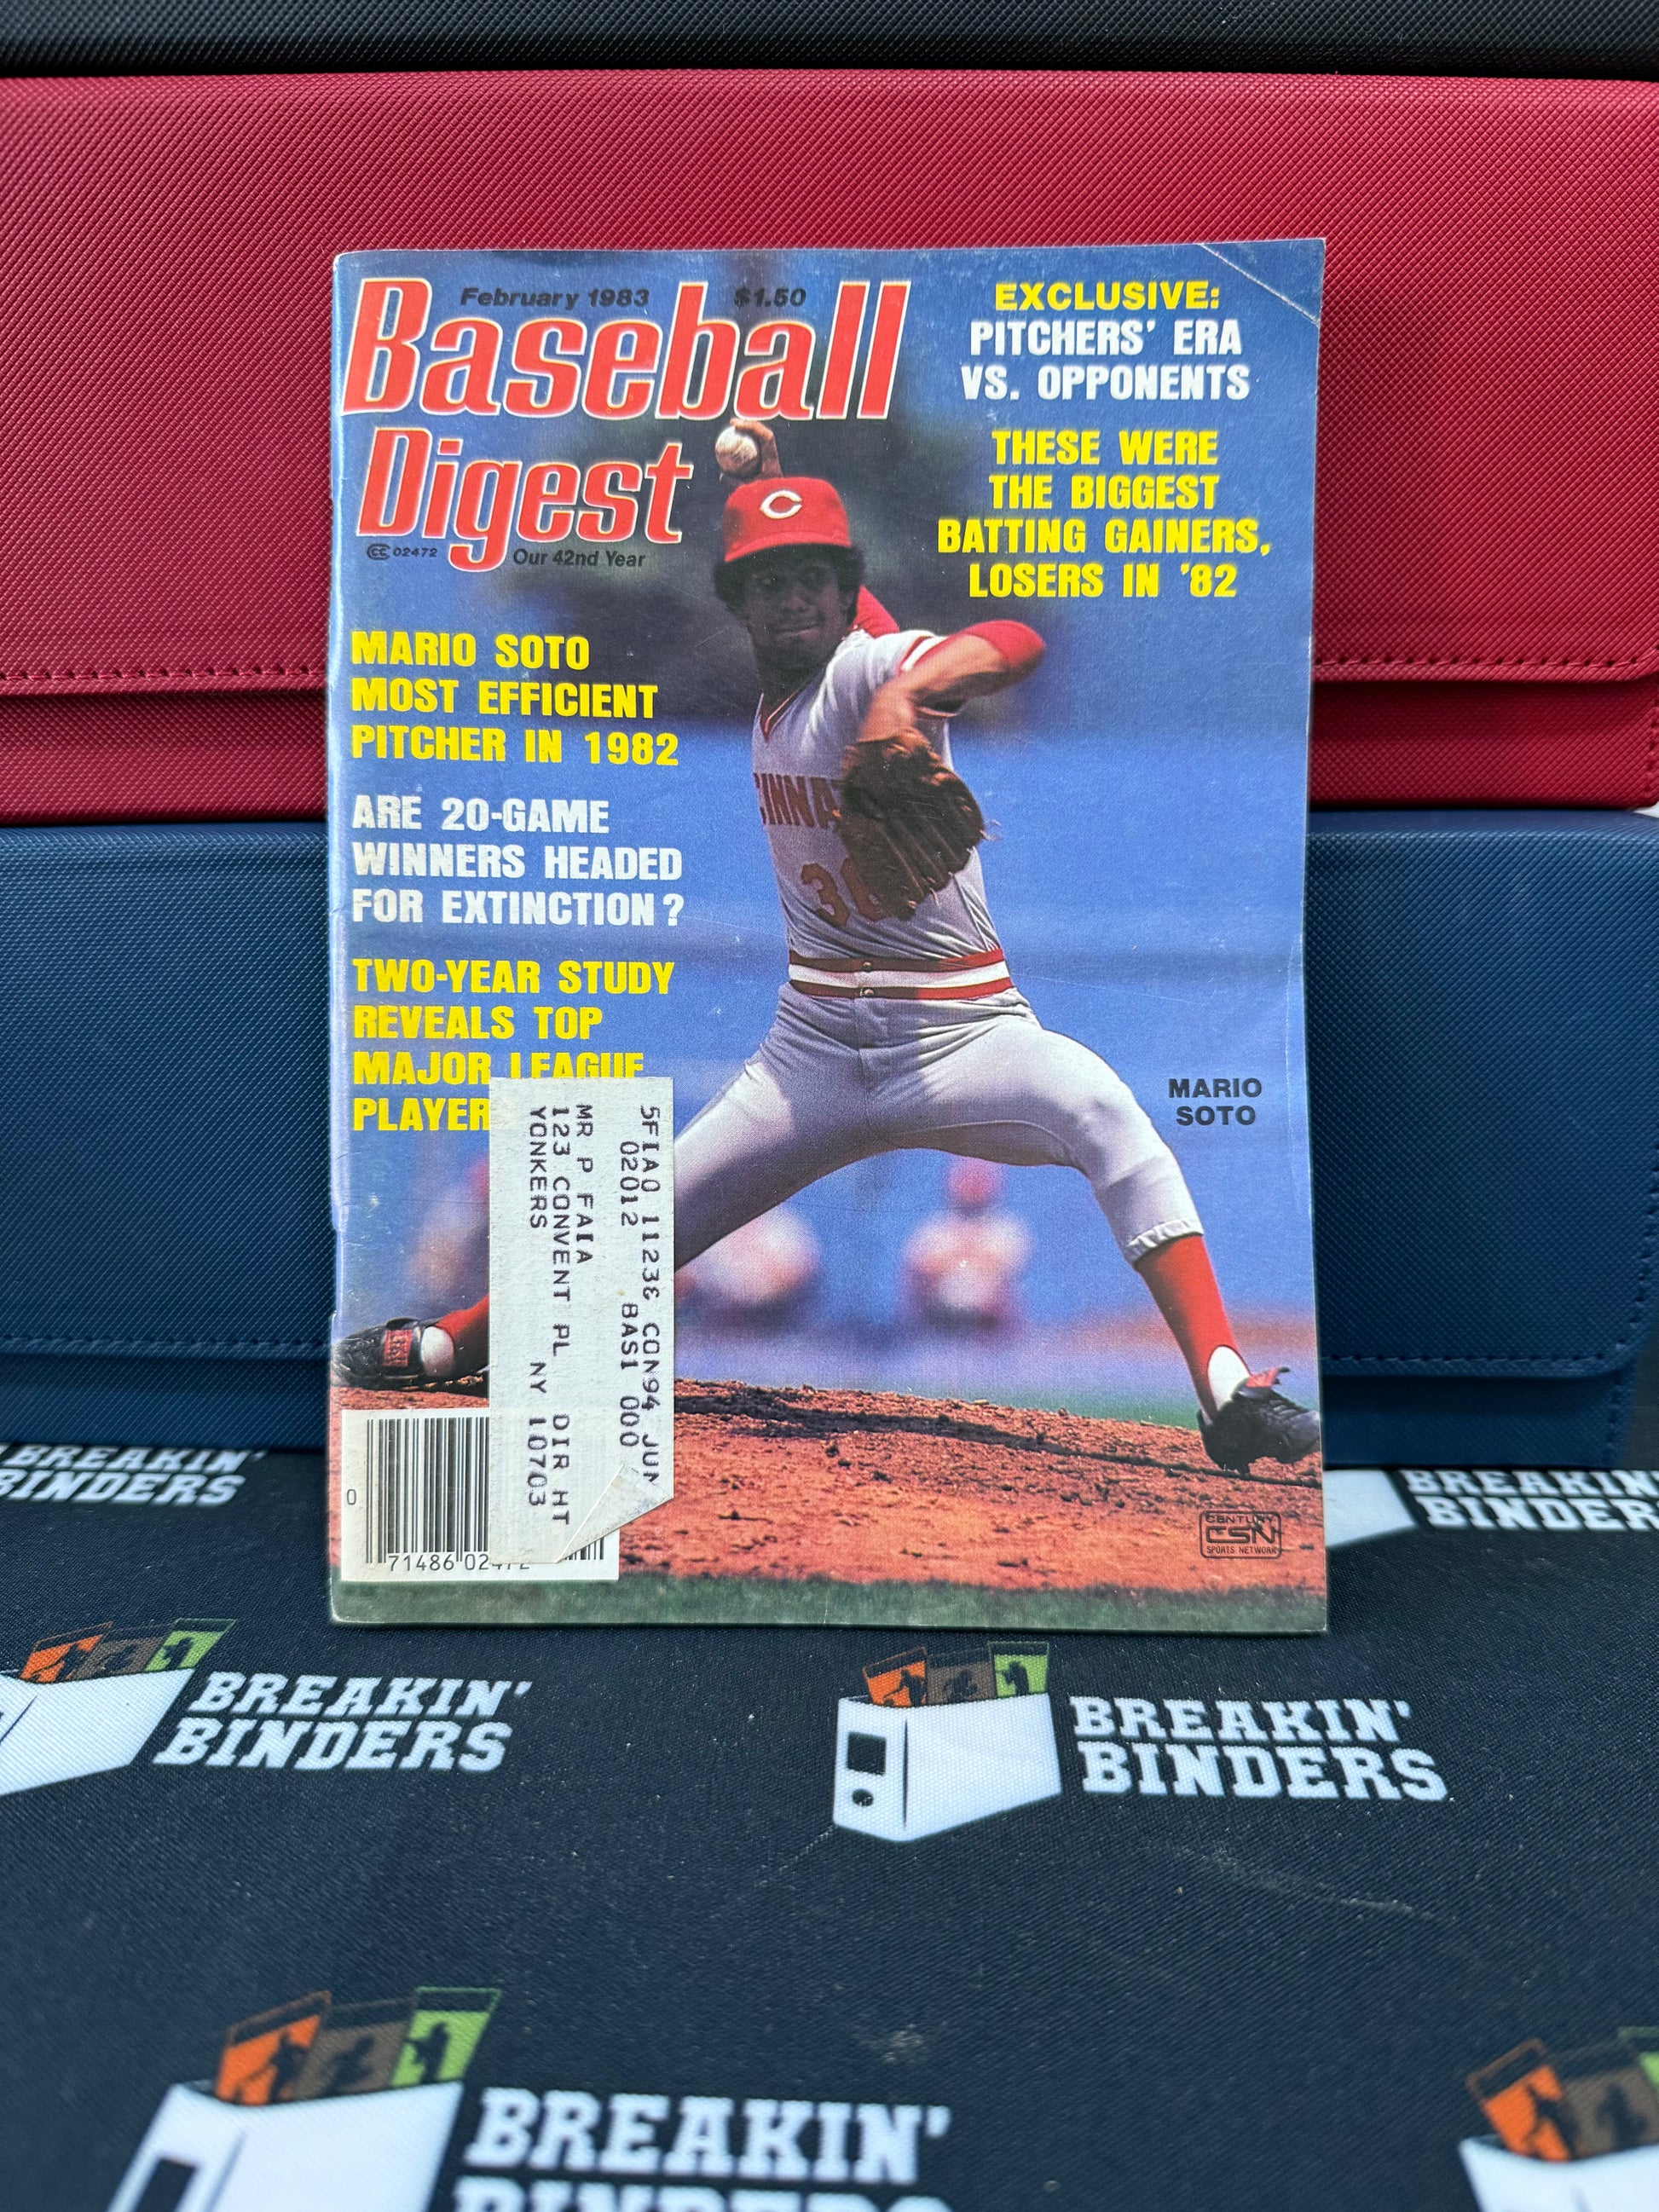 February 1983 $1.50
Baseball
Digest
02472
Our 42nd Year
EXCLUSIVE:
PITCHERS' ERA
VS. OPPONENTS
THESE WERE
THE BIGGEST
BATTING GAINERS,
LOSERS IN '82
C
MARIO SOTO
MOST EFFICIENT
PITCHER IN 1982
ARE 20-GAME
WINNERS HEADED
FOR EXTINCTION?
TWO-YEAR STUDY
REVEALS TOP
MAJOR LEAGUE
PLAYER
MARIO
SOTO
5FIAO 11238 CON94 JUN
02012 BAS1 000
MR P FAIA
123 CONVENT PL DIR HT
YONKERS NY 10703
0
71486 02472
CENTURY
CSN
SPORTS NETWORK
BREAKIN'
BINDERS
BREAKIN'
BINDERS
BREAKIN'
BINDERS
BREAKIN'
BINDERS
BREAKIN'
BINDERS